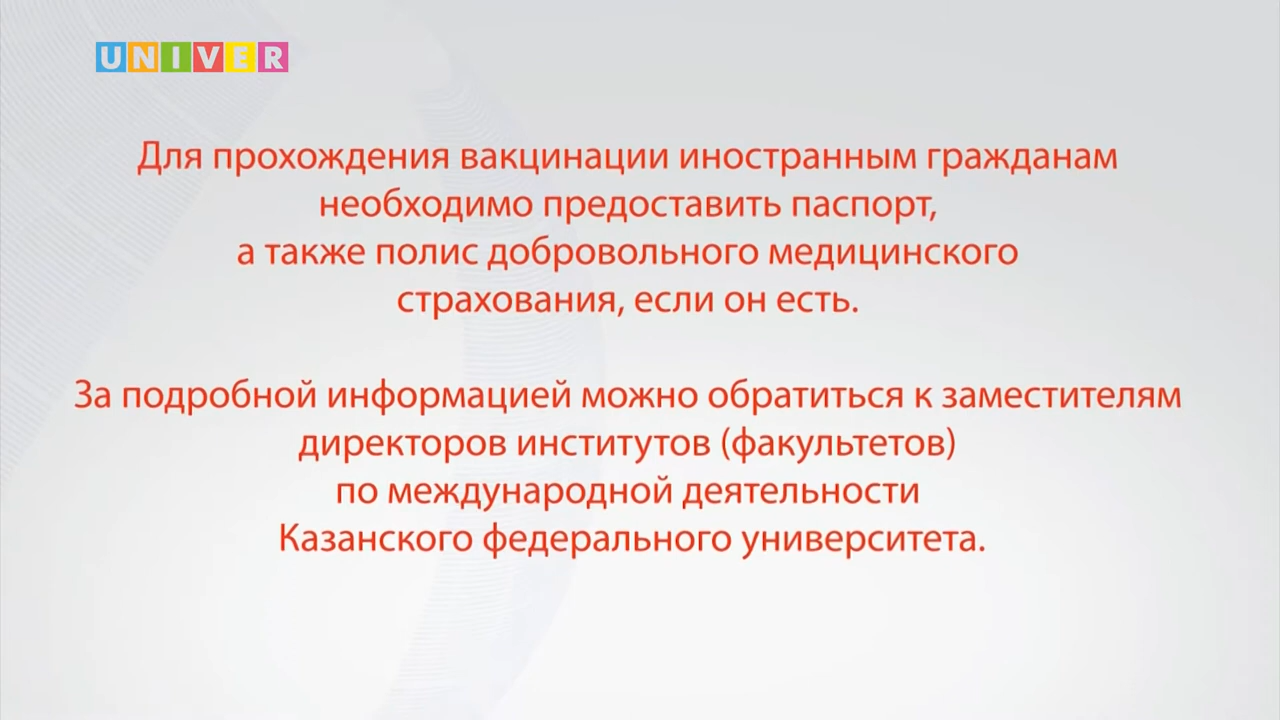 UNIVER
Для прохождения вакцинации иностранным гражданам
необходимо предоставить паспорт,
а также полис добровольного медицинского
страхования, если он есть.
За подробной информацией можно обратиться к заместителям
директоров институтов (факультетов)
по международной деятельности
Казанского федерального университета.